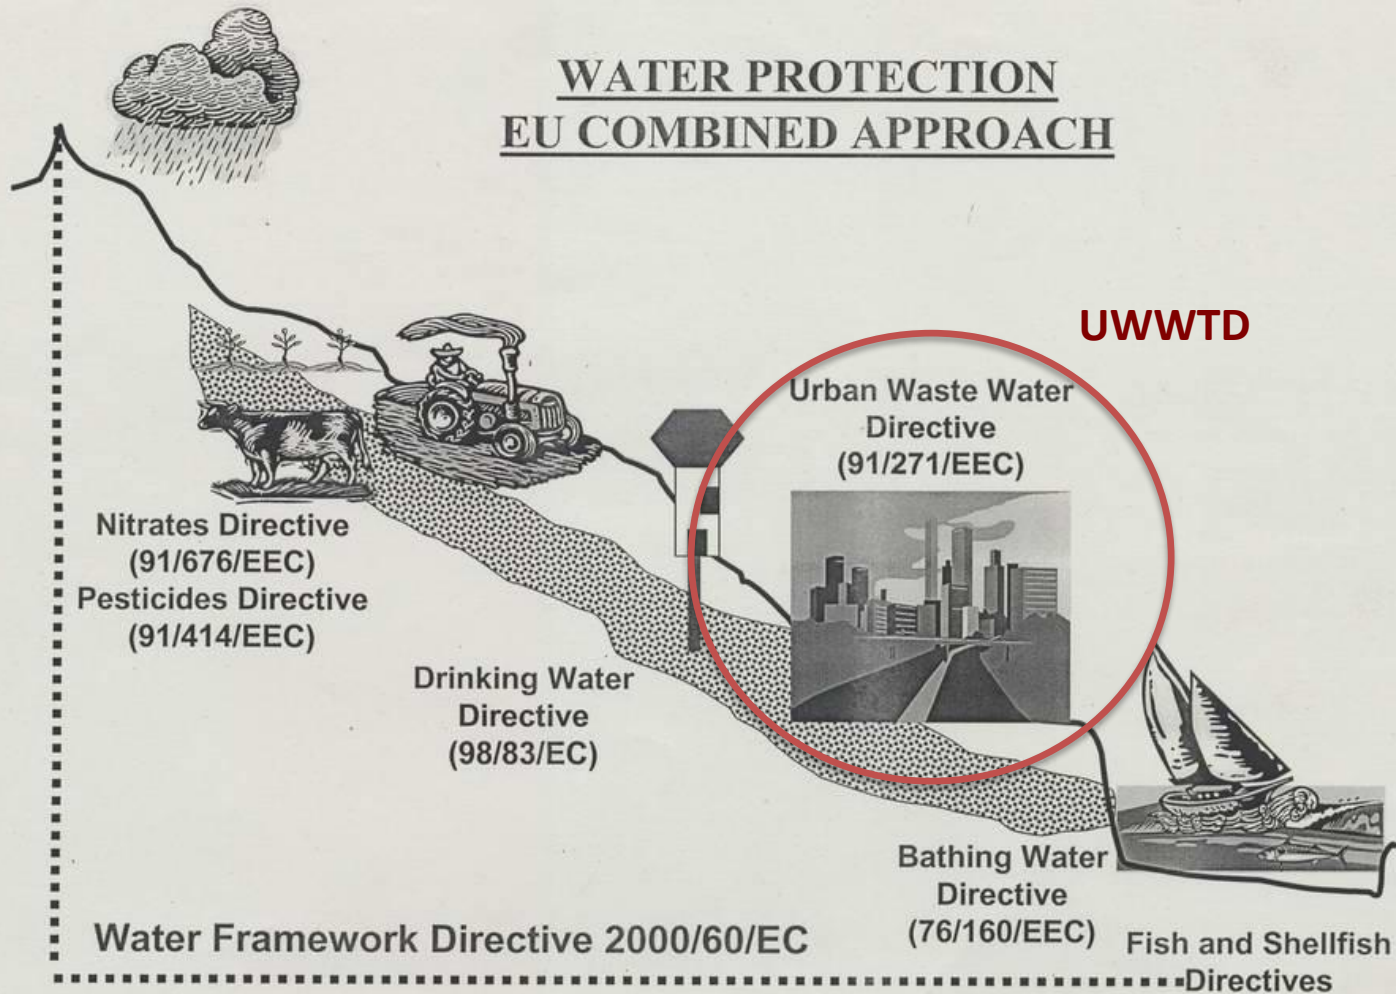 WATER PROTECTION
EU COMBINED APPROACH
UWWTD
Urban Waste Water
Directive
(91/271/EEC)
Nitrates Directive
(91/676/EEC)
Pesticides Directive
(91/414/EEC)
Drinking Water
Directive
(98/83/EC)
Bathing Water
Directive
(76/160/EEC)
Fish and Shellfish
Directives
Water Framework Directive 2000/60/EC